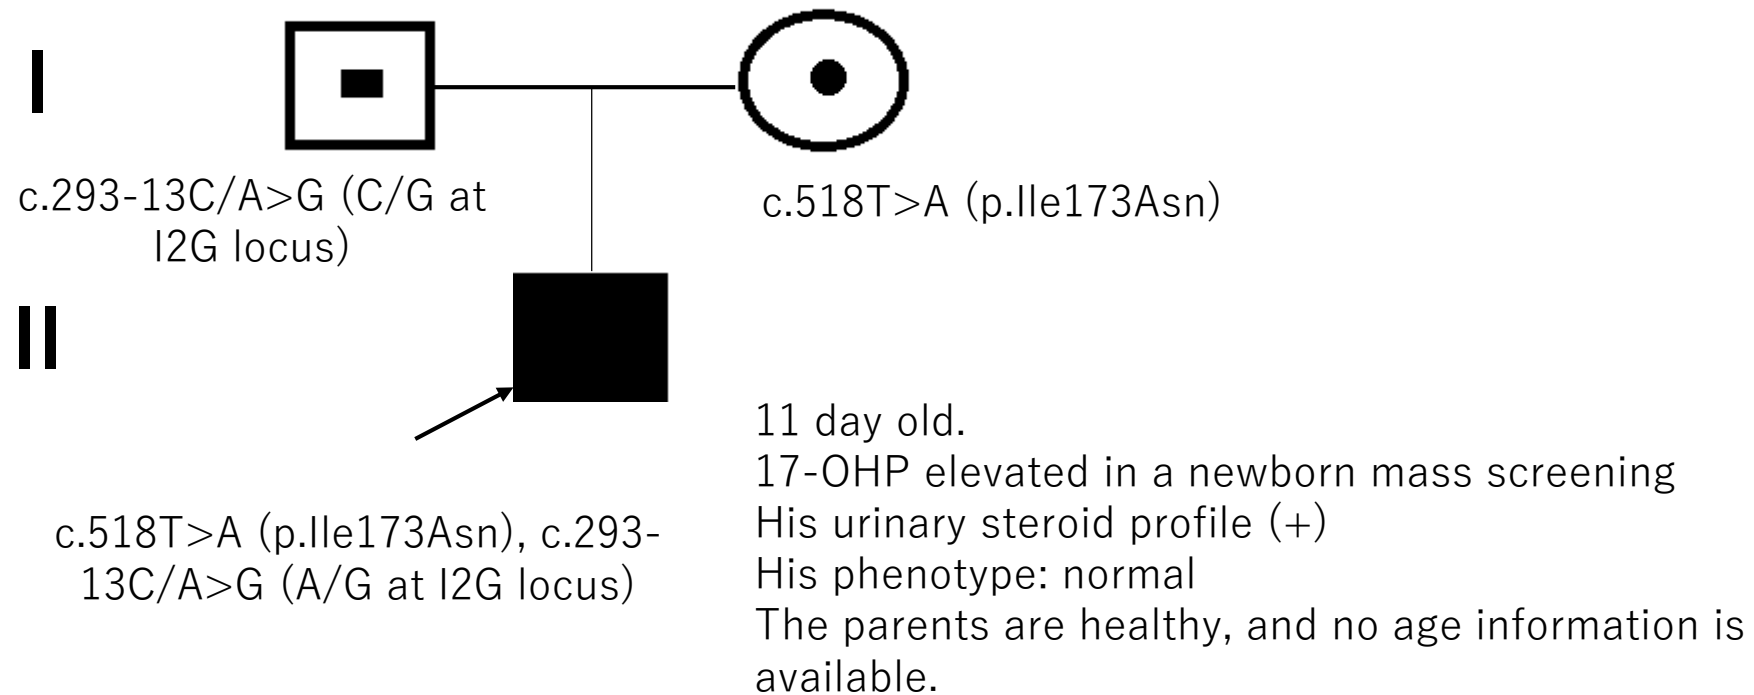 I
c.293-13C/A>G (C/G at
I2G locus)
c.518T>A (p.Ile173Asn)
II
c.518T>A (p.Ile173Asn), c.293-
13C/A>G (A/G at I2G locus)
11 day old.
17-OHP elevated in a newborn mass screening
His urinary steroid profile (+)
His phenotype: normal
The parents are healthy, and no age information is
available.